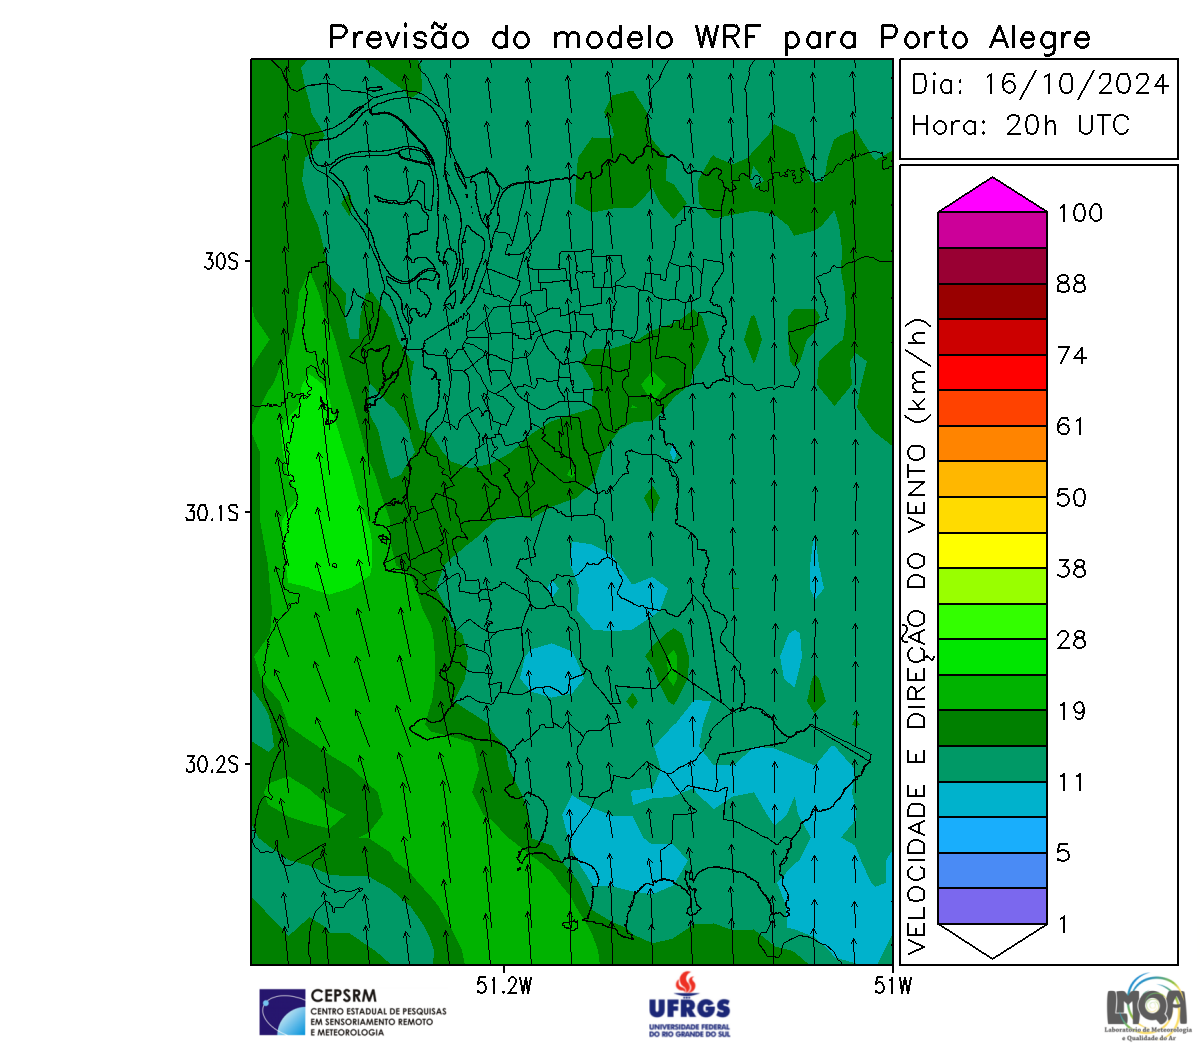 Previsão do modelo WRF para Porto Alegre
Dia: 16/10/2024
Hora: 20h UTC
100
88
74
61
50
38
28
19
11
5
1
VELOCIDADE E DIREÇÃO DO VENTO (km/h)
30S
30.1S
30.2S
51.2W
51W
CEPSRM
CENTRO ESTADUAL DE PESQUISAS
EM SENSORIAMENTO REMOTO
E METEOROLOGIA
UFRGS
UNIVERSIDADE FEDERAL
DO RIO GRANDE DO SUL
LMQA
Laboratório de Meteorologia
e Qualidade do Ar